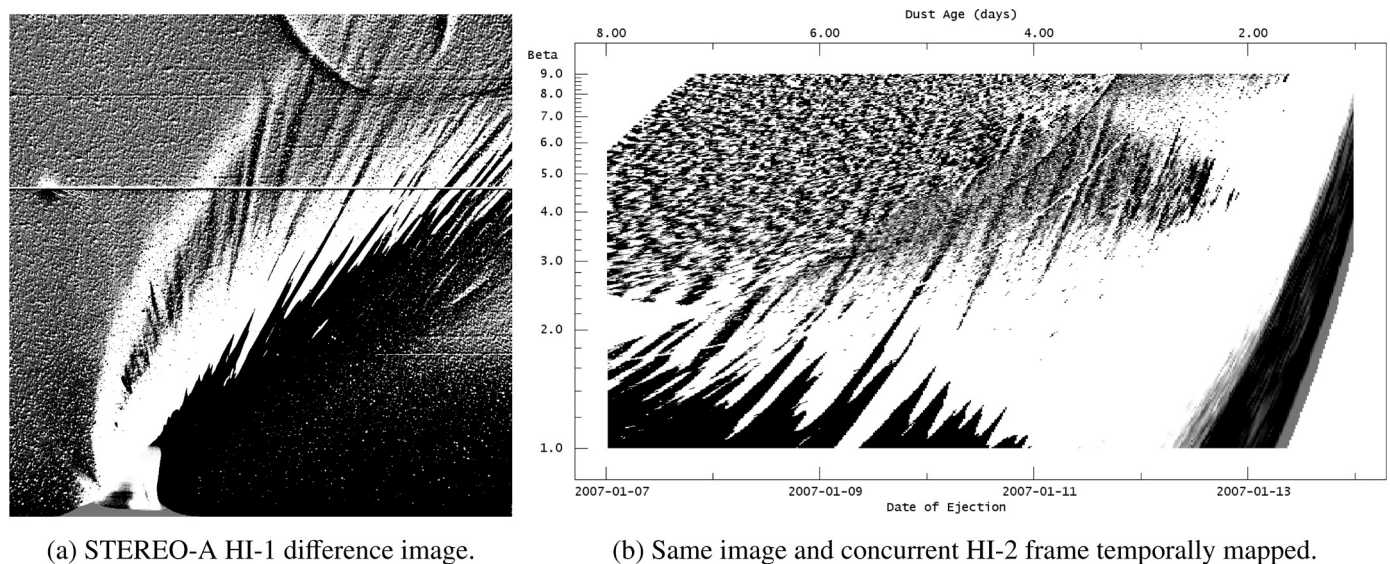 Dust Age (days)
8.00 6.00 4.00 2.00
Beta
9.0
8.0
7.0
6.0
5.0
4.0
3.0
2.0
1.0
2007-01-07 2007-01-09 2007-01-11 2007-01-13
Date of Ejection
(a) STEREO-A HI-1 difference image.
(b) Same image and concurrent HI-2 frame temporally mapped.